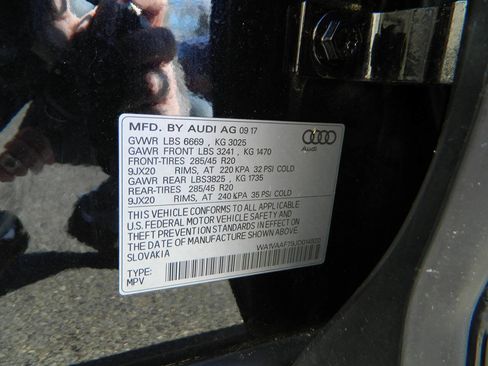 MFD. BY AUDI AG 09 17
GVWR LBS 6669 , KG 3025
GAWR FRONT LBS 3241 , KG 1470
FRONT-TIRES 285/45 R20
9JX20 RIMS, AT 220 KPA 32 PSI COLD
GAWR REAR LBS3825 , KG 1735
REAR-TIRES 285/45 R20
9JX20 RIMS, AT 240 KPA 35 PSI COLD
Audi
THIS VEHICLE CONFORMS TO ALL APPLICABLE
U.S. FEDERAL MOTOR VEHICLE SAFETY AND
THEFT PREVENTION STANDARDS IN EFFECT ON
THE DATE OF MANUFACTURE SHOWN ABOVE
SLOVAKIA
TYPE:
MPV